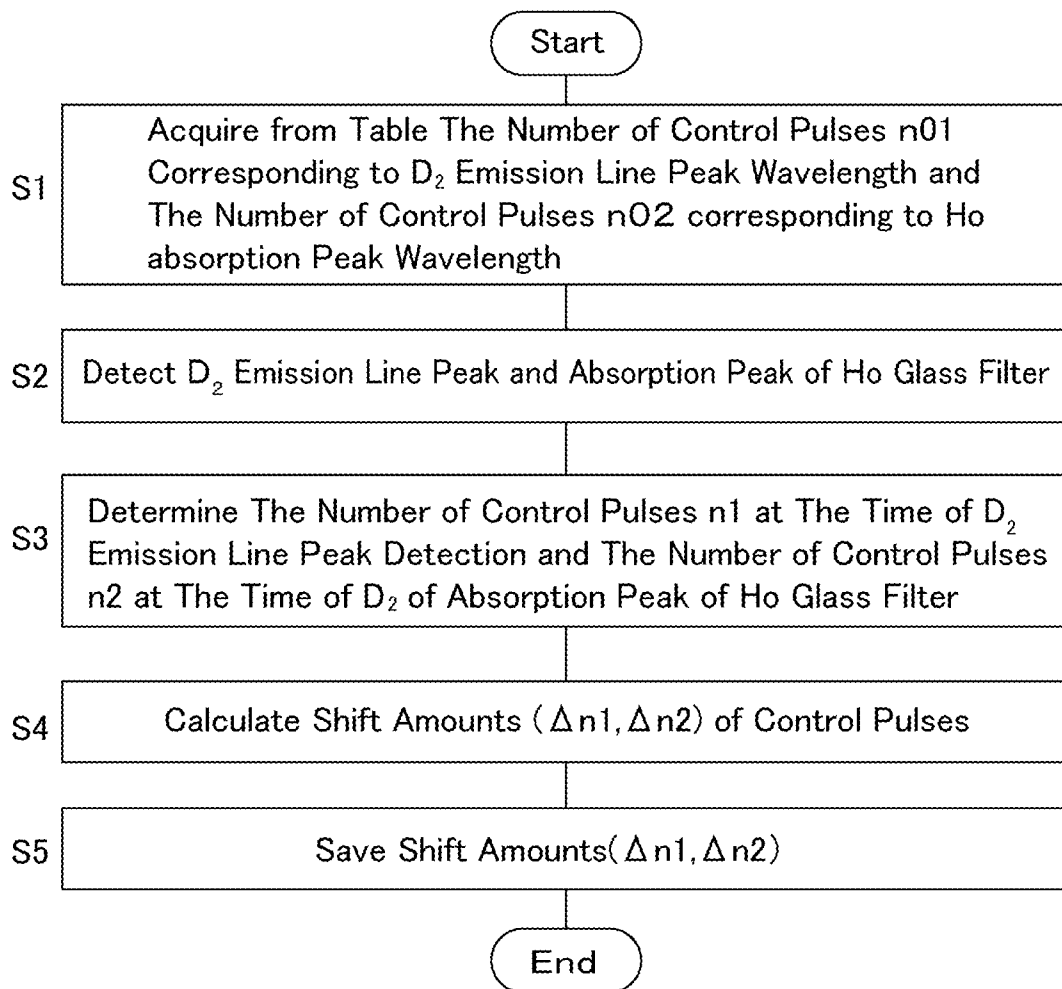 Start
S1
Acquire from Table The Number of Control Pulses n01
Corresponding to D₂ Emission Line Peak Wavelength and
The Number of Control Pulses nO2 corresponding to Ho
absorption Peak Wavelength
S2
Detect D₂ Emission Line Peak and Absorption Peak of Ho Glass Filter
S3
Determine The Number of Control Pulses n1 at The Time of D₂
Emission Line Peak Detection and The Number of Control Pulses
n2 at The Time of D₂ of Absorption Peak of Ho Glass Filter
S4
Calculate Shift Amounts (Δn1,Δn2) of Control Pulses
S5
Save Shift Amounts(Δn1,Δn2)
End